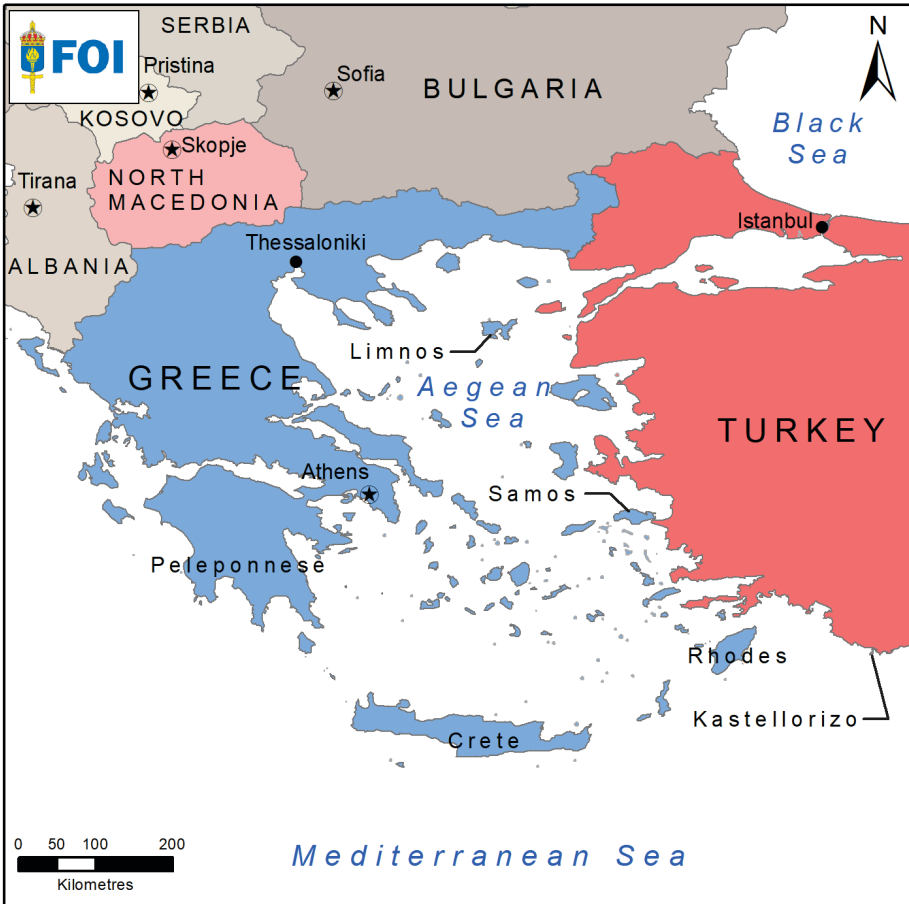 SERBIA
N
FOI
Pristina
Sofia
BULGARIA
Black
Sea
KOSOVO
Skopje
Tirana
NORTH
MACEDONIA
Istanbul
Thessaloniki
ALBANIA
Limnos
GREECE
Aegean
Sea
TURKEY
Athens
Samos
Peleponnese
Rhodes
Kastellorizo
Crete
0 50 100 200
Kilometres
Mediterranean Sea